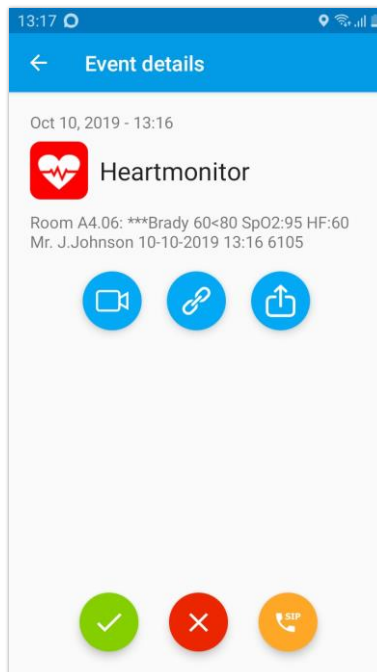 13:17
Event details
Oct 10, 2019 - 13:16
Heartmonitor
Room A4.06: ***Brady 60<80 SpO2:95 HF:60
Mr. J.Johnson 10-10-2019 13:16 6105
SIP